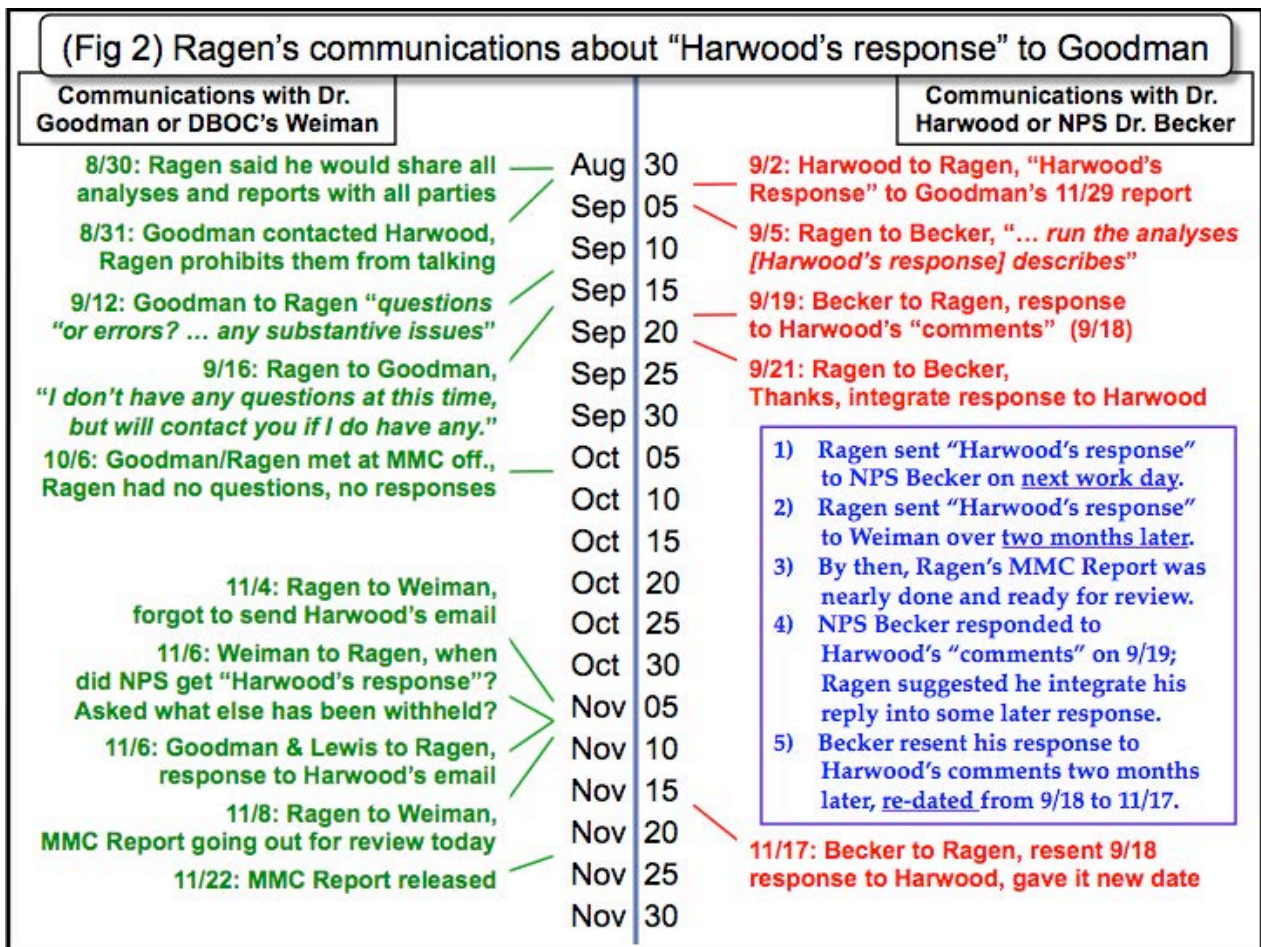 (Fig 2) Ragen's communications about "Harwood's response" to Goodman
Communications with Dr.
Goodman or DBOC's Weiman
8/30: Ragen said he would share all
analyses and reports with all parties
8/31: Goodman contacted Harwood,
Ragen prohibits them from talking
9/12: Goodman to Ragen "questions
"or errors? ... any substantive issues"
9/16: Ragen to Goodman,
"I don't have any questions at this time,
but will contact you if I do have any."
10/6: Goodman/Ragen met at MMC off.,
Ragen had no questions, no responses
11/4: Ragen to Weiman,
forgot to send Harwood's email
11/6: Weiman to Ragen, when
did NPS get "Harwood's response"?
Asked what else has been withheld?
11/6: Goodman & Lewis to Ragen,
response to Harwood's email
11/8: Ragen to Weiman,
MMC Report going out for review today
11/22: MMC Report released
Aug 30
Sep 05
Sep 10
Sep 15
Sep 20
Sep 25
Sep 30
Oct 05
Oct 10
Oct 15
Oct 20
Oct 25
Oct 30
Nov 05
Nov 10
Nov 15
Nov 20
Nov 25
Nov 30
Communications with Dr.
Harwood or NPS Dr. Becker
9/2: Harwood to Ragen, "Harwood's
Response" to Goodman's 11/29 report
9/5: Ragen to Becker, "... run the analyses
[Harwood's response] describes"
9/19: Becker to Ragen, response
to Harwood's "comments" (9/18)
9/21: Ragen to Becker,
Thanks, integrate response to Harwood
1) Ragen sent "Harwood's response"
to NPS Becker on next work day.
2) Ragen sent "Harwood's response"
to Weiman over two months later.
3) By then, Ragen's MMC Report was
nearly done and ready for review.
4) NPS Becker responded to
Harwood's "comments" on 9/19;
Ragen suggested he integrate his
reply into some later response.
5) Becker resent his response to
Harwood's comments two months
later, re-dated from 9/18 to 11/17.
11/17: Becker to Ragen, resent 9/18
response to Harwood, gave it new date